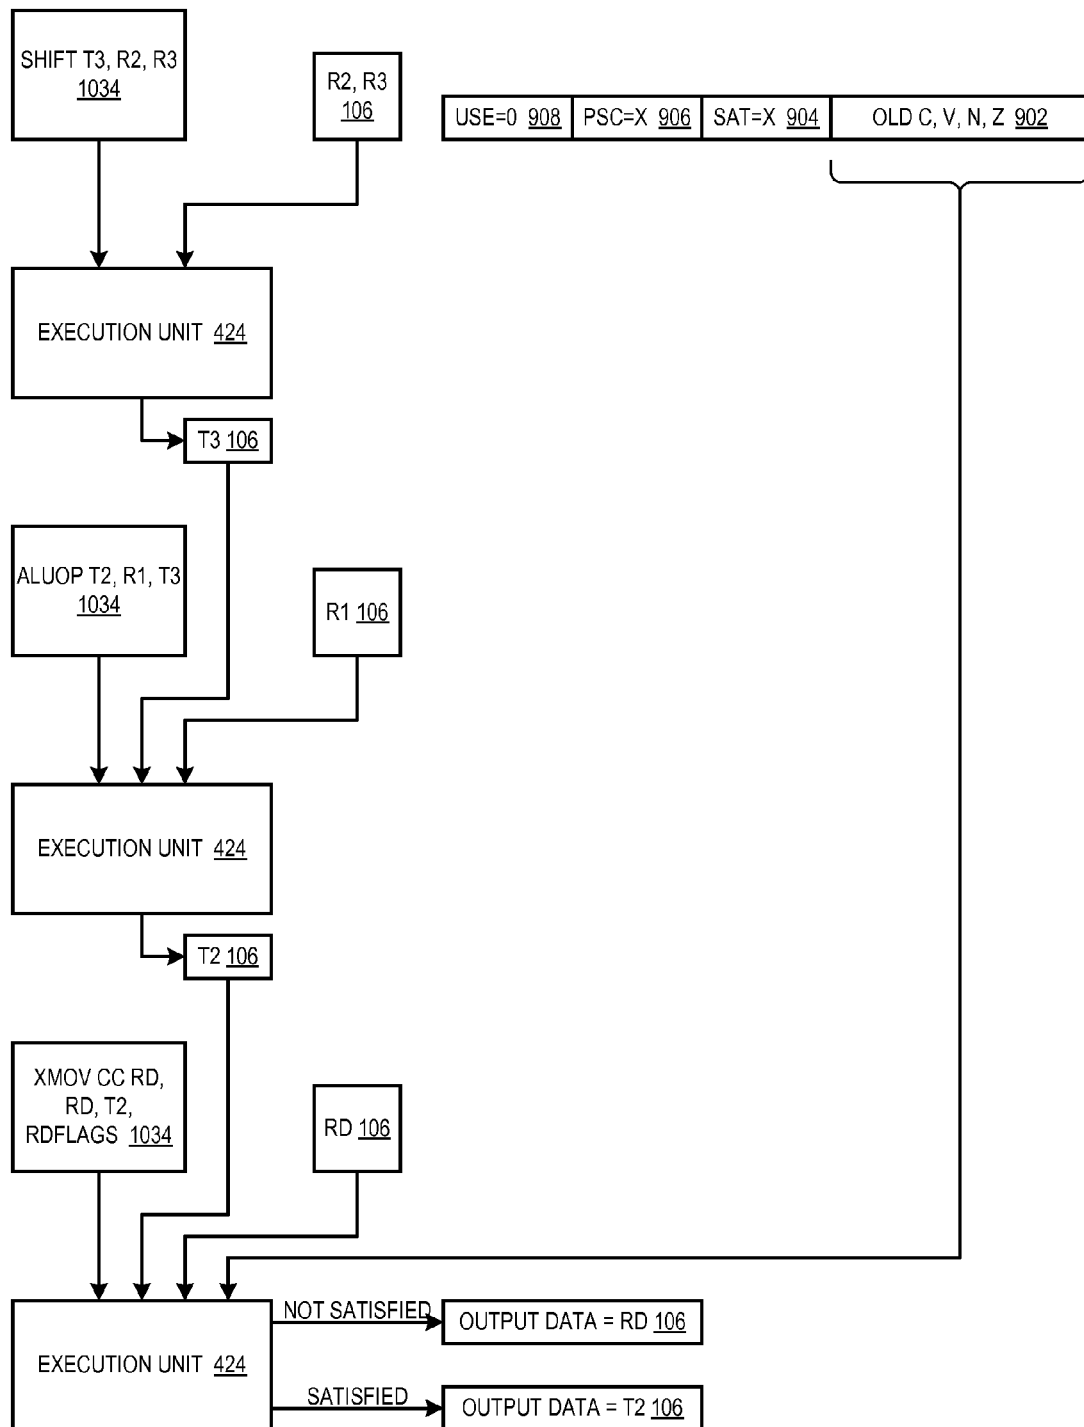 SHIFT T3, R2, R3
1034
R2, R3
106
USE=0 908 PSC=X 906 SAT=X 904 OLD C, V, N, Z 902
EXECUTION UNIT 424
T3 106
ALUOP T2, R1, T3
1034
R1 106
EXECUTION UNIT 424
T2 106
XMOV CC RD,
RD, T2,
RDFLAGS 1034
RD 106
EXECUTION UNIT 424
NOT SATISFIED
OUTPUT DATA = RD 106
SATISFIED
OUTPUT DATA = T2 106